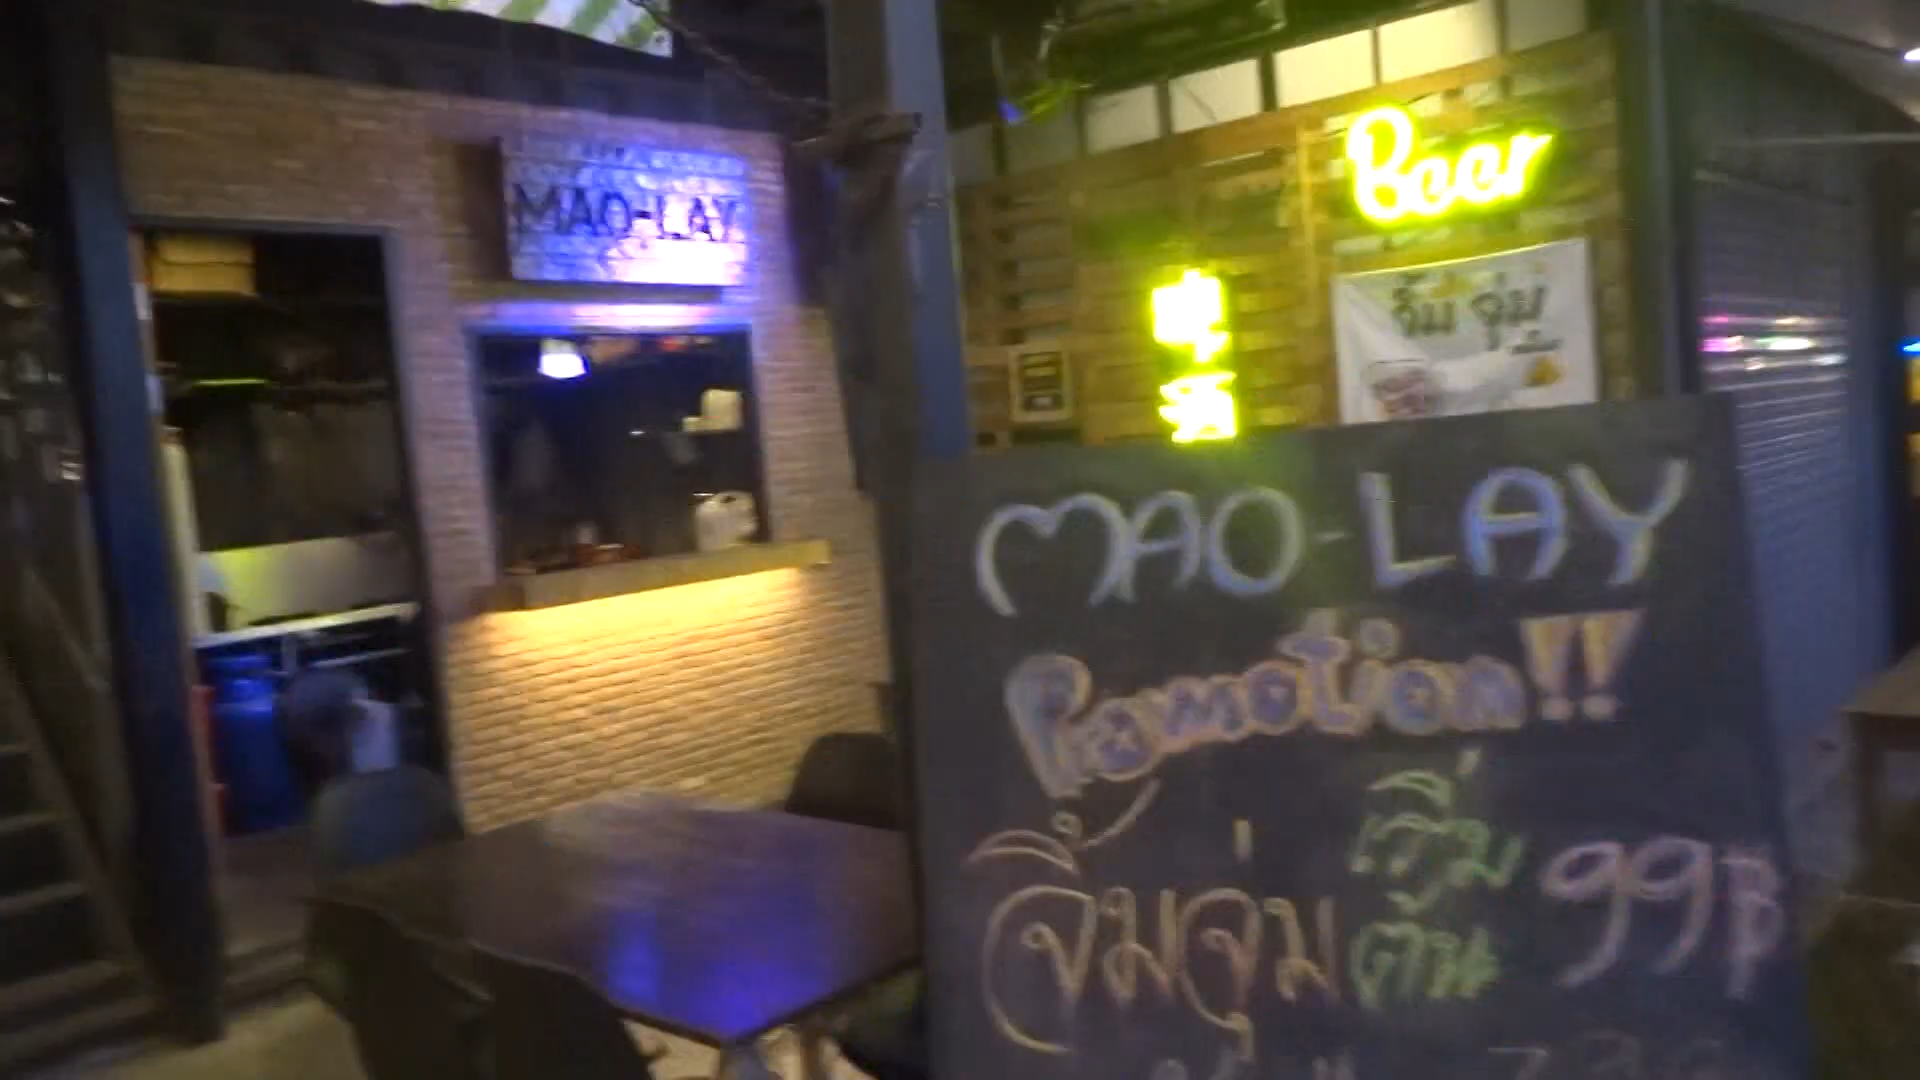 MAO-LAY
Beer
จิ้ม จุ่ม
MAO-LAY
Promotion!!
จิ้มจุ่ม เริ่ม ต้น 99฿